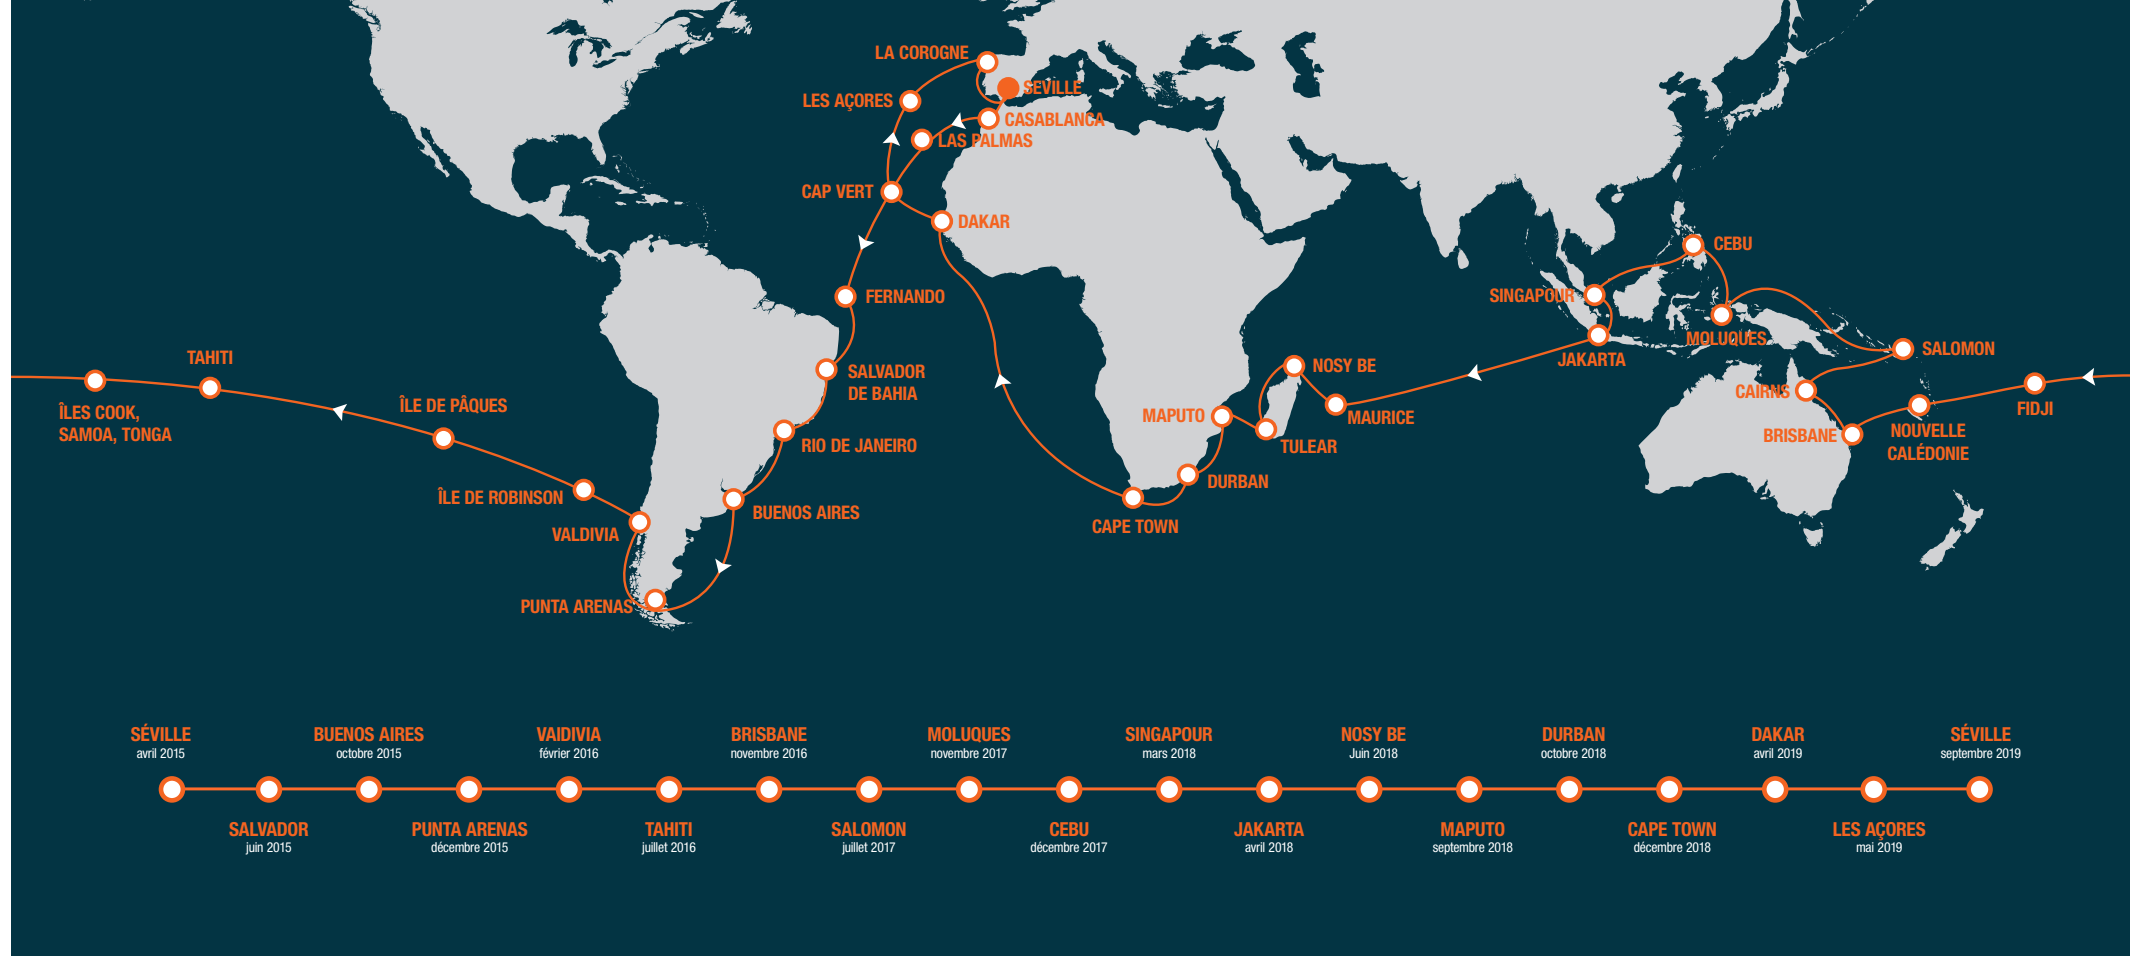 LA COROGNE
SEVILLE
LES AÇORES
CASABLANCA
LAS PALMAS
CAP VERT
DAKAR
CEBU
FERNANDO
SINGAPOUR
MOLUQUES
SALOMON
TAHITI
JAKARTA
NOSY BE
SALVADOR
DE BAHIA
CAIRNS
ÎLES COOK,
SAMOA, TONGA
ÎLE DE PÂQUES
MAPUTO
MAURICE
FIDJI
RIO DE JANEIRO
TULEAR
BRISBANE
NOUVELLE
CALÉDONIE
ÎLE DE ROBINSON
DURBAN
BUENOS AIRES
CAPE TOWN
VALDIVIA
PUNTA ARENAS
SÉVILLE
avril 2015
BUENOS AIRES
octobre 2015
VAIDIVIA
février 2016
BRISBANE
novembre 2016
MOLUQUES
novembre 2017
SINGAPOUR
mars 2018
NOSY BE
Juin 2018
DURBAN
octobre 2018
DAKAR
avril 2019
SÉVILLE
septembre 2019
SALVADOR
juin 2015
PUNTA ARENAS
décembre 2015
TAHITI
juillet 2016
SALOMON
juillet 2017
CEBU
décembre 2017
JAKARTA
avril 2018
MAPUTO
septembre 2018
CAPE TOWN
décembre 2018
LES AÇORES
mai 2019